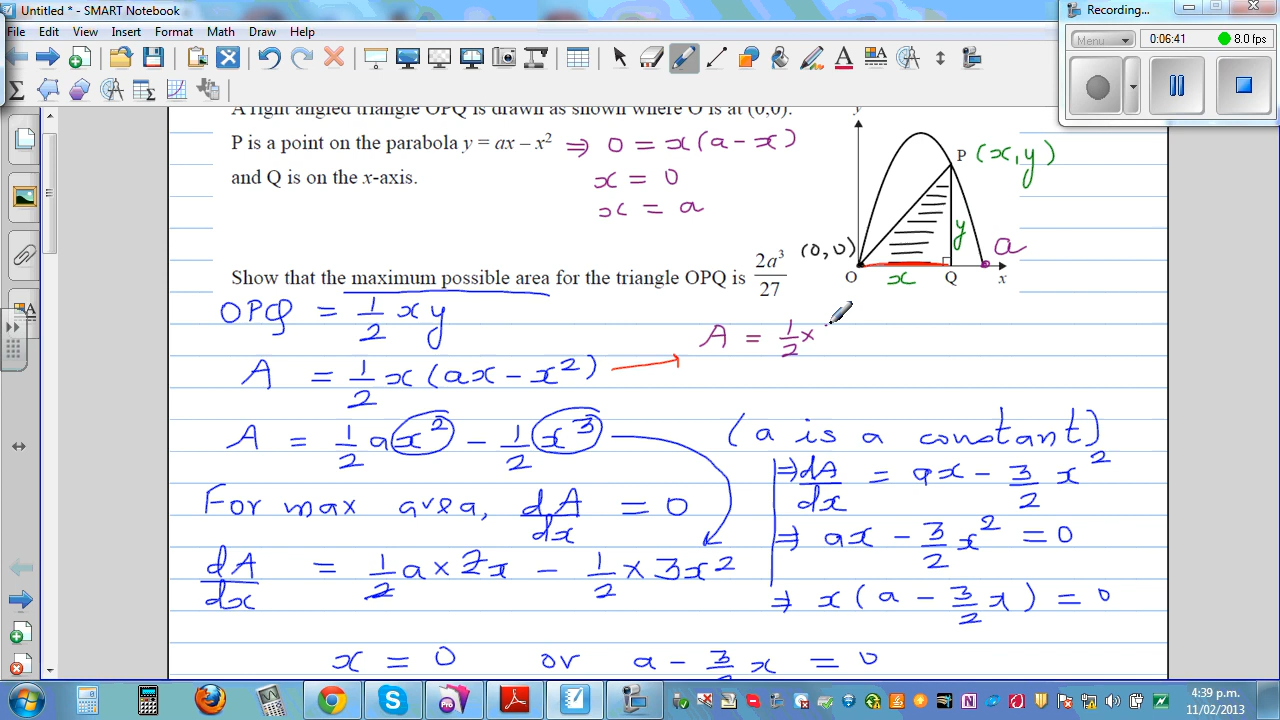 Untitled * - SMART Notebook
File Edit View Insert Format Math Draw Help
Recording...
Menu
0:06:41
8.0 fps
A right angled triangle OPQ is drawn as shown where O is at (0,0).
P is a point on the parabola y = ax – x² ⇒ 0 = x(a – x)
and Q is on the x-axis.
x = 0
x = a
y
P (x, y)
y
(0, 0)
a
O x Q x
Show that the maximum possible area for the triangle OPQ is 2a³/27
OPQ = 1/2 x y
A = 1/2 ×
A = 1/2 x (ax – x²)
A = 1/2 a x² – 1/2 x³
(a is a constant)
For max area, dA/dx = 0
⇒ dA/dx = ax – 3/2 x²
⇒ ax – 3/2 x² = 0
dA/dx = 1/2 a × 2x – 1/2 × 3x²
⇒ x(a – 3/2 x) = 0
x = 0 or a – 3/2 x = 0
4:39 p.m.
11/02/2013